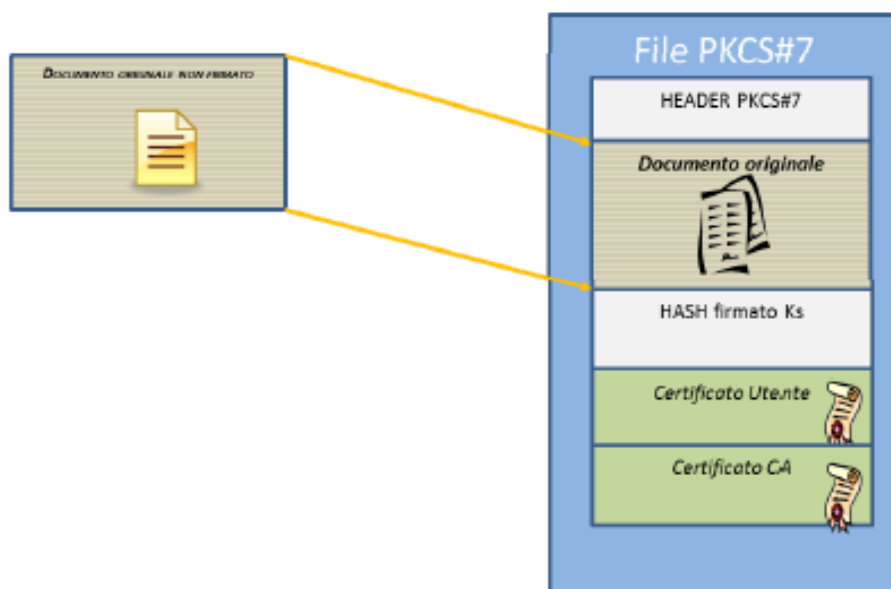 DOCUMENTO ORIGINALE NON FIRMATO
File PKCS#7
HEADER PKCS#7
Documento originale
HASH firmato Ks
Certificato Utente
Certificato CA